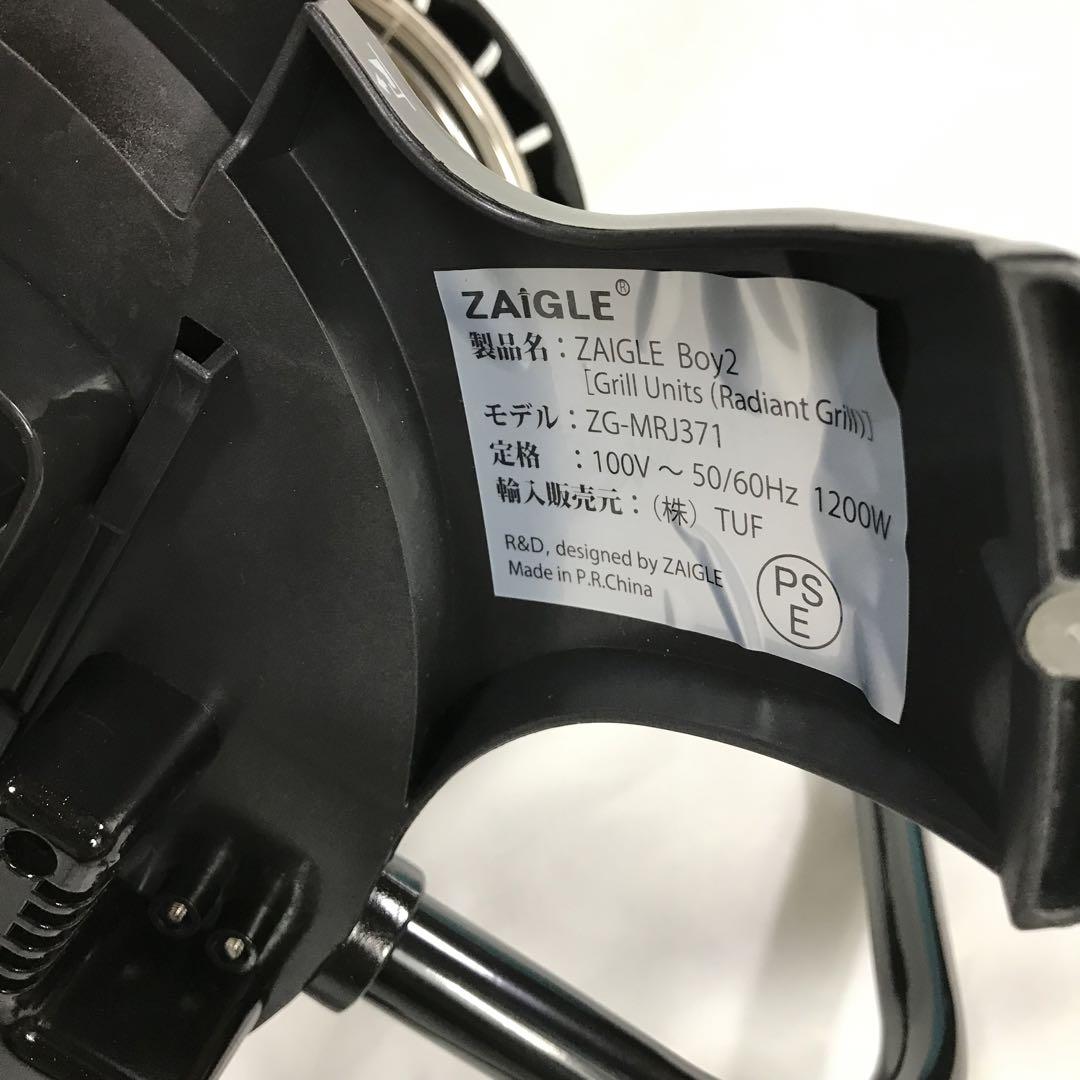 ZAIGLE®
製品名：ZAIGLE Boy2
［Grill Units (Radiant Grill)］
モデル：ZG-MRJ371
定格　：100V ～ 50/60Hz 1200W
輸入販売元：（株）TUF
R&D, designed by ZAIGLE
Made in P.R.China
PS
E